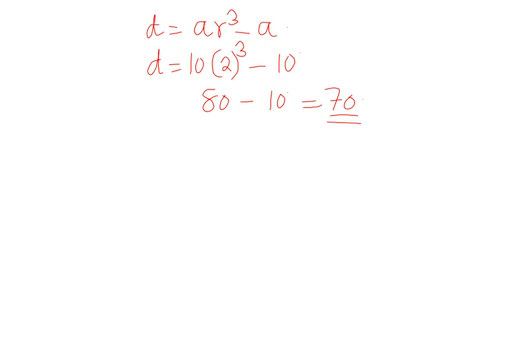 d = ar³ - a
d = 10(2)³ - 10
80 - 10 = 70